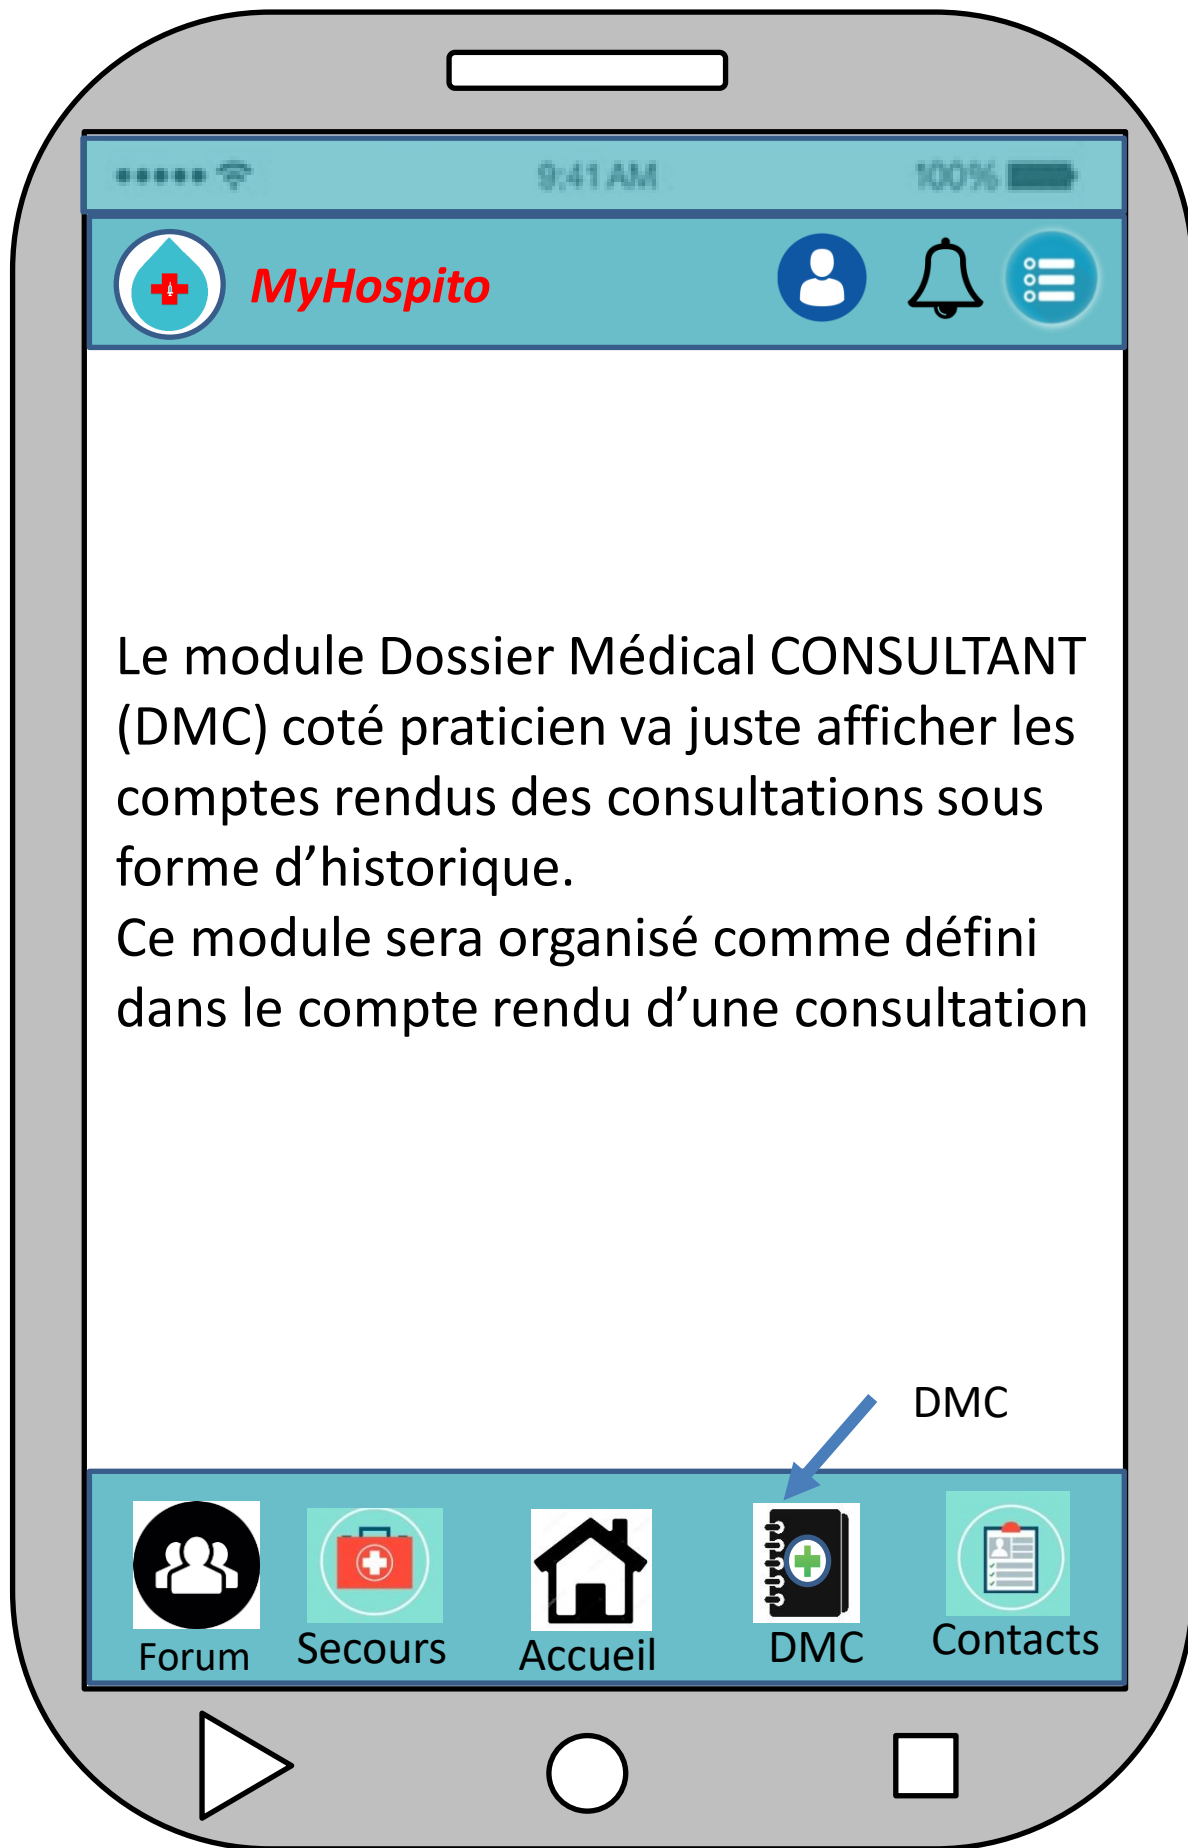 9:41 AM 100%
MyHospito
Le module Dossier Médical CONSULTANT
(DMC) coté praticien va juste afficher les
comptes rendus des consultations sous
forme d’historique.
Ce module sera organisé comme défini
dans le compte rendu d’une consultation
DMC
Forum Secours Accueil DMC Contacts